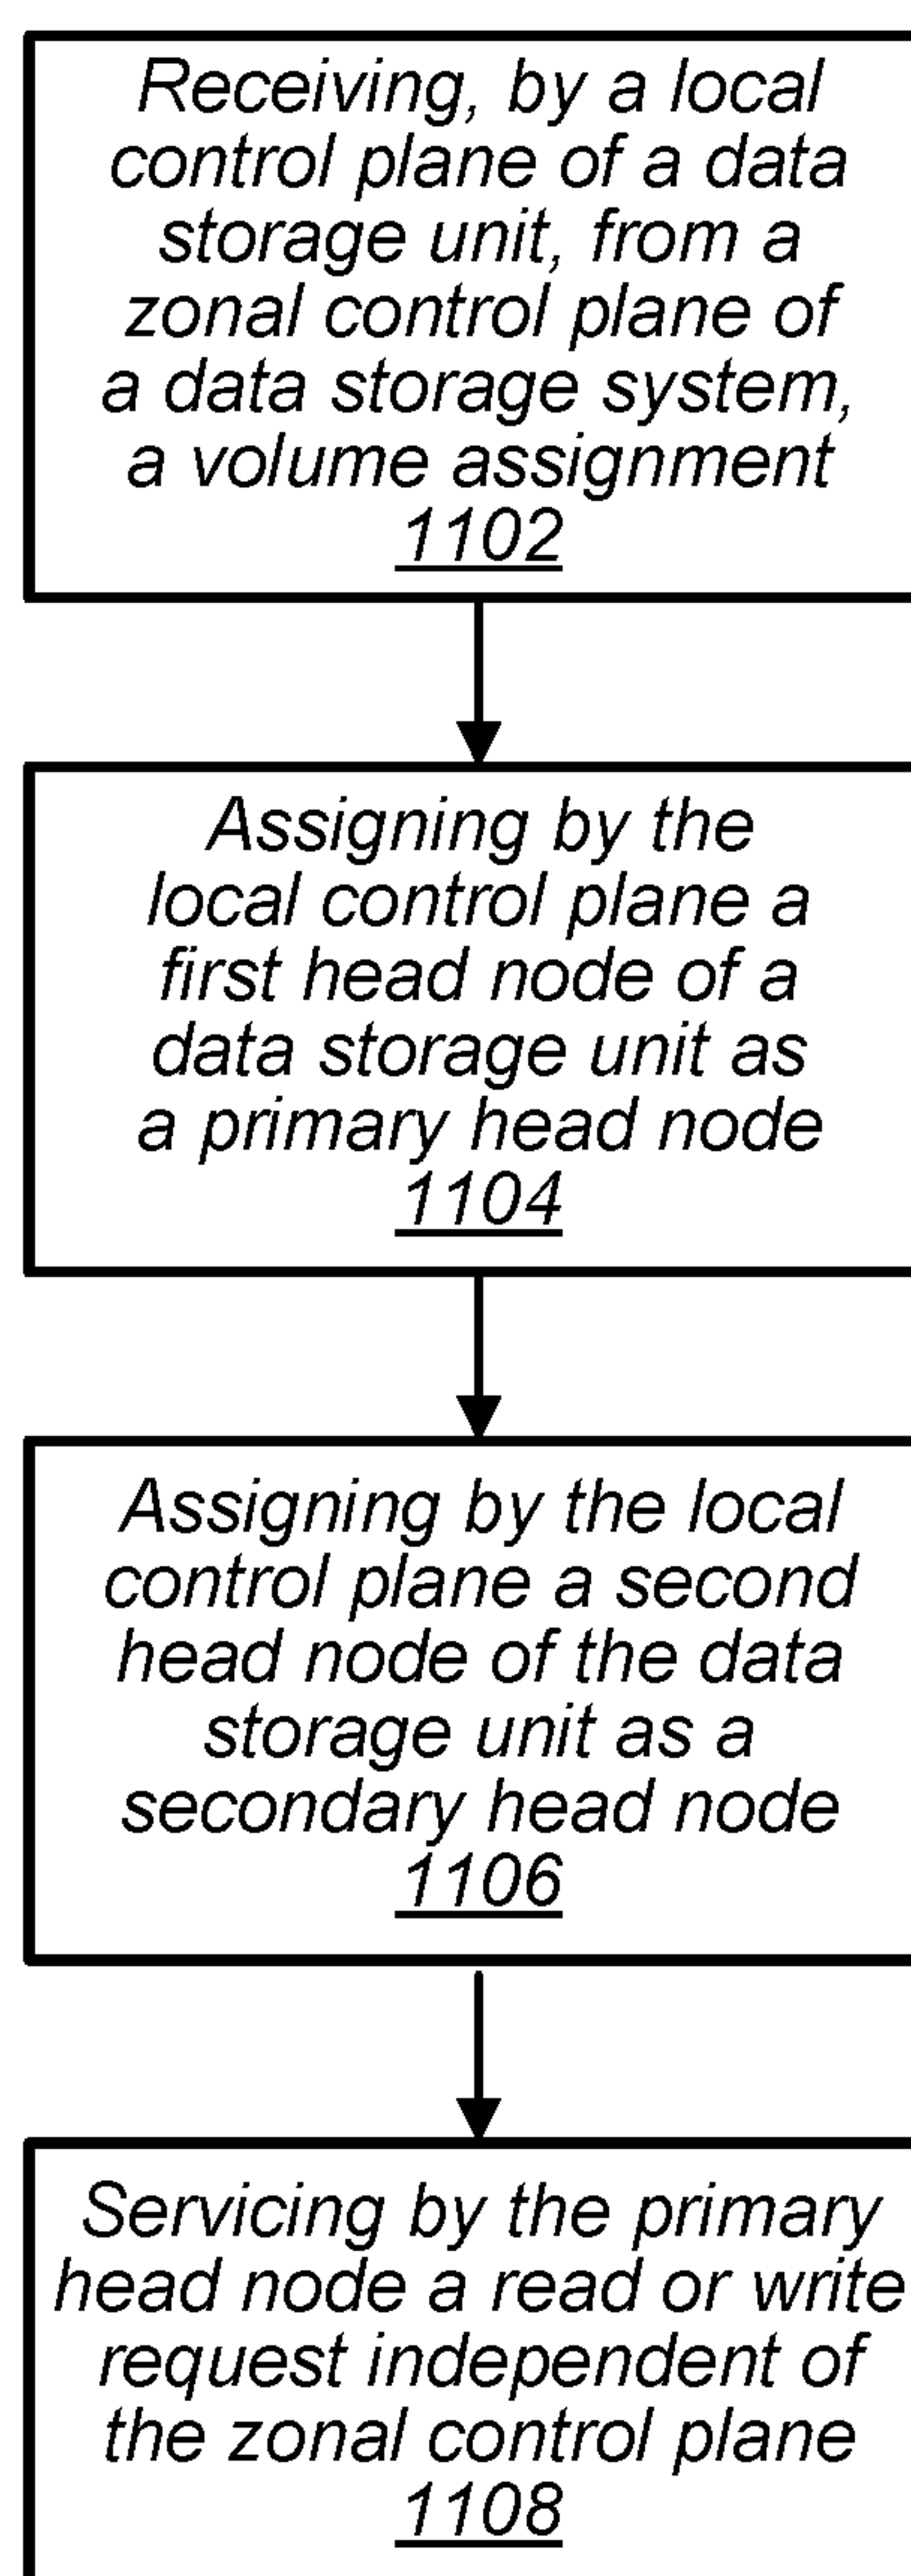 Receiving, by a local
control plane of a data
storage unit, from a
zonal control plane of
a data storage system,
a volume assignment
1102
Assigning by the
local control plane a
first head node of a
data storage unit as
a primary head node
1104
Assigning by the local
control plane a second
head node of the data
storage unit as a
secondary head node
1106
Servicing by the primary
head node a read or write
request independent of
the zonal control plane
1108